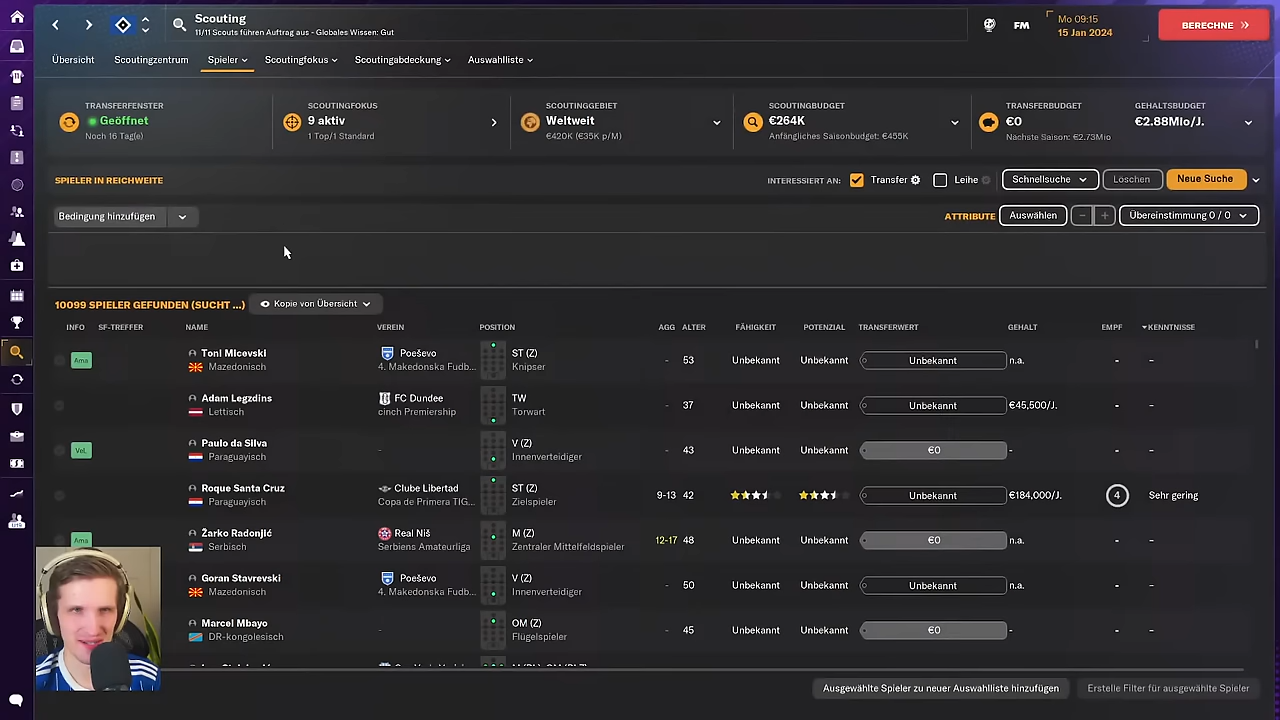 Scouting
11/11 Scouts führen Auftrag aus - Globales Wissen: Gut
FM
Mo 09:15
15 Jan 2024
BERECHNE
Übersicht
Scoutingzentrum
Spieler
Scoutingfokus
Scoutingabdeckung
Auswahlliste
TRANSFERFENSTER
Geöffnet
Noch 16 Tag(e)
SCOUTINGFOKUS
9 aktiv
1 Top/1 Standard
SCOUTINGGEBIET
Weltweit
€420K (€35K p/M)
SCOUTINGBUDGET
€264K
Anfängliches Saisonbudget: €455K
TRANSFERBUDGET
€0
Nächste Saison: €2.73Mio
GEHALTSBUDGET
€2.88Mio/J.
SPIELER IN REICHWEITE
INTERESSIERT AN:
Transfer
Leihe
Schnellsuche
Löschen
Neue Suche
Bedingung hinzufügen
ATTRIBUTE
Auswählen
Übereinstimmung 0 / 0
10099 SPIELER GEFUNDEN (SUCHT ...)
Kopie von Übersicht
INFO SF-TREFFER NAME VEREIN POSITION AGG ALTER FÄHIGKEIT POTENZIAL TRANSFERWERT GEHALT EMPF KENNTNISSE
Ama Toni Micevski Poeševo ST (Z) - 53 Unbekannt Unbekannt Unbekannt n.a. - -
Mazedonisch 4. Makedonska Fudb... Knipser
Adam Legzdins FC Dundee TW - 37 Unbekannt Unbekannt Unbekannt €45,500/J. - -
Lettisch cinch Premiership Torwart
Vol. Paulo da Silva - V (Z) - 43 Unbekannt Unbekannt €0 - - -
Paraguayisch Innenverteidiger
Roque Santa Cruz Clube Libertad ST (Z) 9-13 42 Unbekannt €184,000/J. 4 Sehr gering
Paraguayisch Copa de Primera TIG... Zielspieler
Ama Žarko Radonjić Real Niš M (Z) 12-17 48 Unbekannt Unbekannt €0 n.a. - -
Serbisch Serbiens Amateurliga Zentraler Mittelfeldspieler
Goran Stavrevski Poeševo V (Z) - 50 Unbekannt Unbekannt Unbekannt n.a. - -
Mazedonisch 4. Makedonska Fudb... Innenverteidiger
Marcel Mbayo - OM (Z) - 45 Unbekannt Unbekannt €0 - - -
DR-kongolesisch Flügelspieler
Ausgewählte Spieler zu neuer Auswahlliste hinzufügen
Erstelle Filter für ausgewählte Spieler